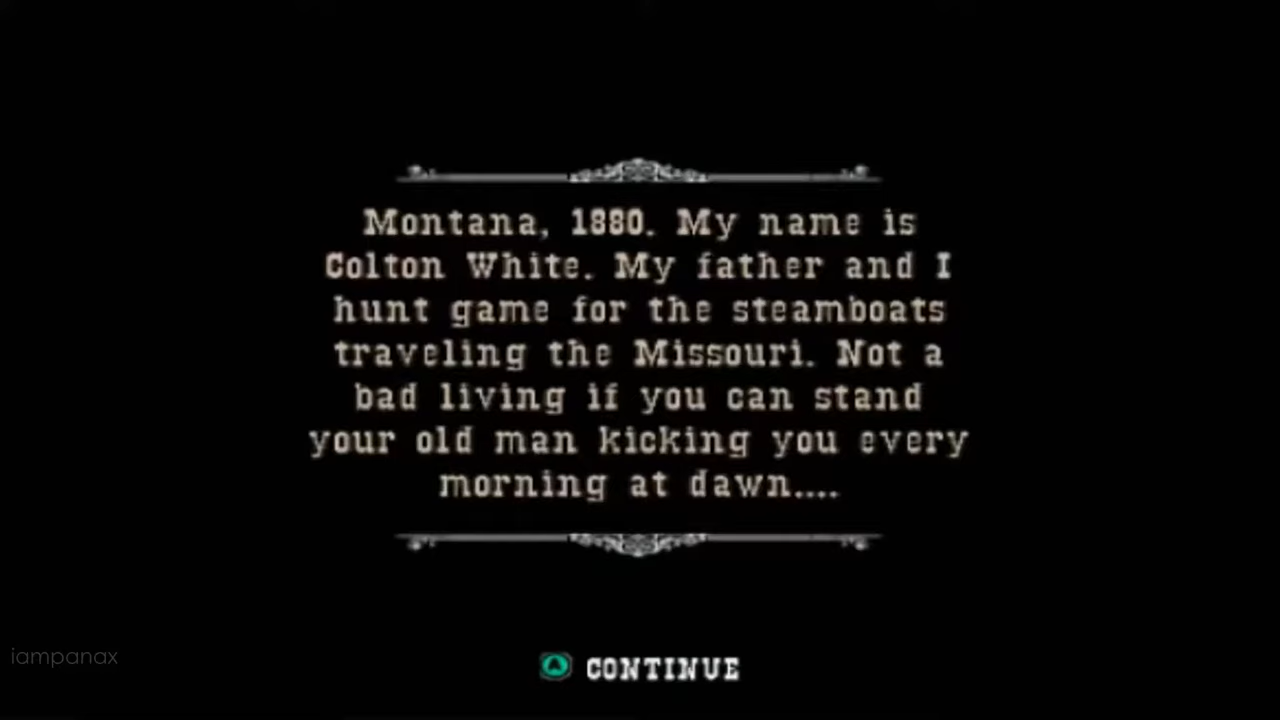 Montana, 1880. My name is
Colton White. My father and I
hunt game for the steamboats
traveling the Missouri. Not a
bad living if you can stand
your old man kicking you every
morning at dawn....
iampanax
CONTINUE